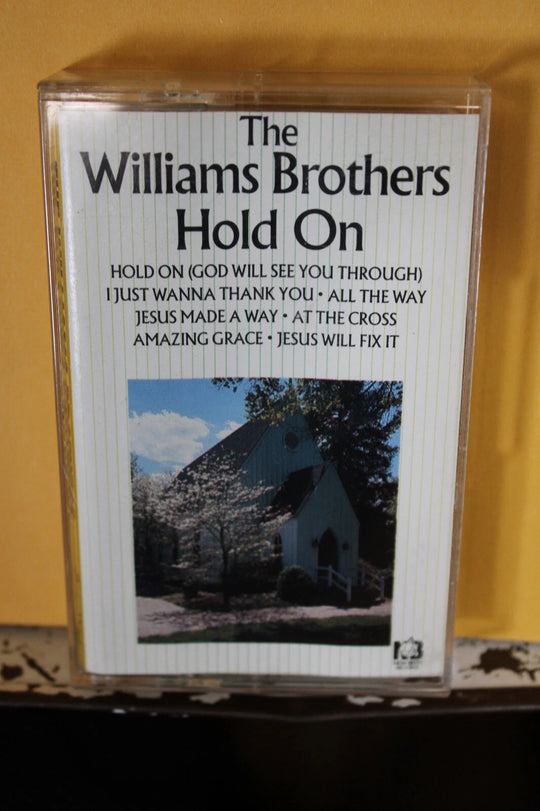 The
Williams Brothers
Hold On
HOLD ON (GOD WILL SEE YOU THROUGH)
I JUST WANNA THANK YOU • ALL THE WAY
JESUS MADE A WAY • AT THE CROSS
AMAZING GRACE • JESUS WILL FIX IT